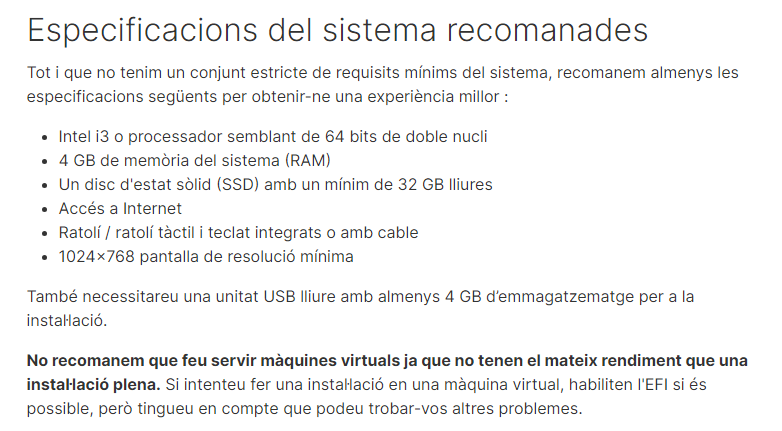 Especificacions del sistema recomanades
Tot i que no tenim un conjunt estricte de requisits mínims del sistema, recomanem almenys les
especificacions següents per obtenir-ne una experiència millor :
• Intel i3 o processador semblant de 64 bits de doble nucli
• 4 GB de memòria del sistema (RAM)
• Un disc d'estat sòlid (SSD) amb un mínim de 32 GB lliures
• Accés a Internet
• Ratolí / ratolí tàctil i teclat integrats o amb cable
• 1024×768 pantalla de resolució mínima
També necessitareu una unitat USB lliure amb almenys 4 GB d’emmagatzematge per a la
instal·lació.
No recomanem que feu servir màquines virtuals ja que no tenen el mateix rendiment que una
instal·lació plena. Si intenteu fer una instal·lació en una màquina virtual, habiliten l'EFI si és
possible, però tingueu en compte que podeu trobar-vos altres problemes.